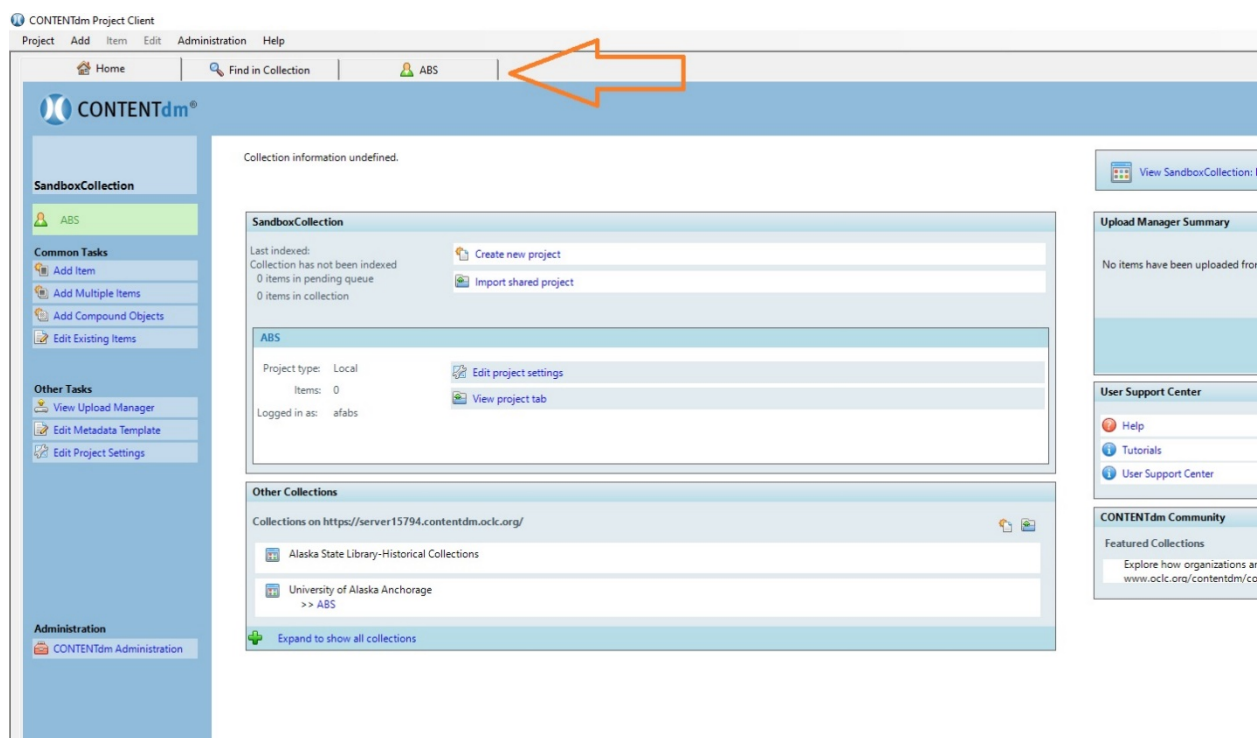 CONTENTdm Project Client
Project Add Item Edit Administration Help
Home Find in Collection ABS
CONTENTdm®
SandboxCollection
ABS
Common Tasks
Add Item
Add Multiple Items
Add Compound Objects
Edit Existing Items
Other Tasks
View Upload Manager
Edit Metadata Template
Edit Project Settings
Administration
CONTENTdm Administration
Collection information undefined.
SandboxCollection
Last indexed:
Collection has not been indexed
0 items in pending queue
0 items in collection
Create new project
Import shared project
ABS
Project type: Local
Items: 0
Logged in as: afabs
Edit project settings
View project tab
Other Collections
Collections on https://server15794.contentdm.oclc.org/
Alaska State Library-Historical Collections
University of Alaska Anchorage
>> ABS
Expand to show all collections
View SandboxCollection:
Upload Manager Summary
No items have been uploaded from
User Support Center
Help
Tutorials
User Support Center
CONTENTdm Community
Featured Collections
Explore how organizations
www.oclc.org/contentdm/co